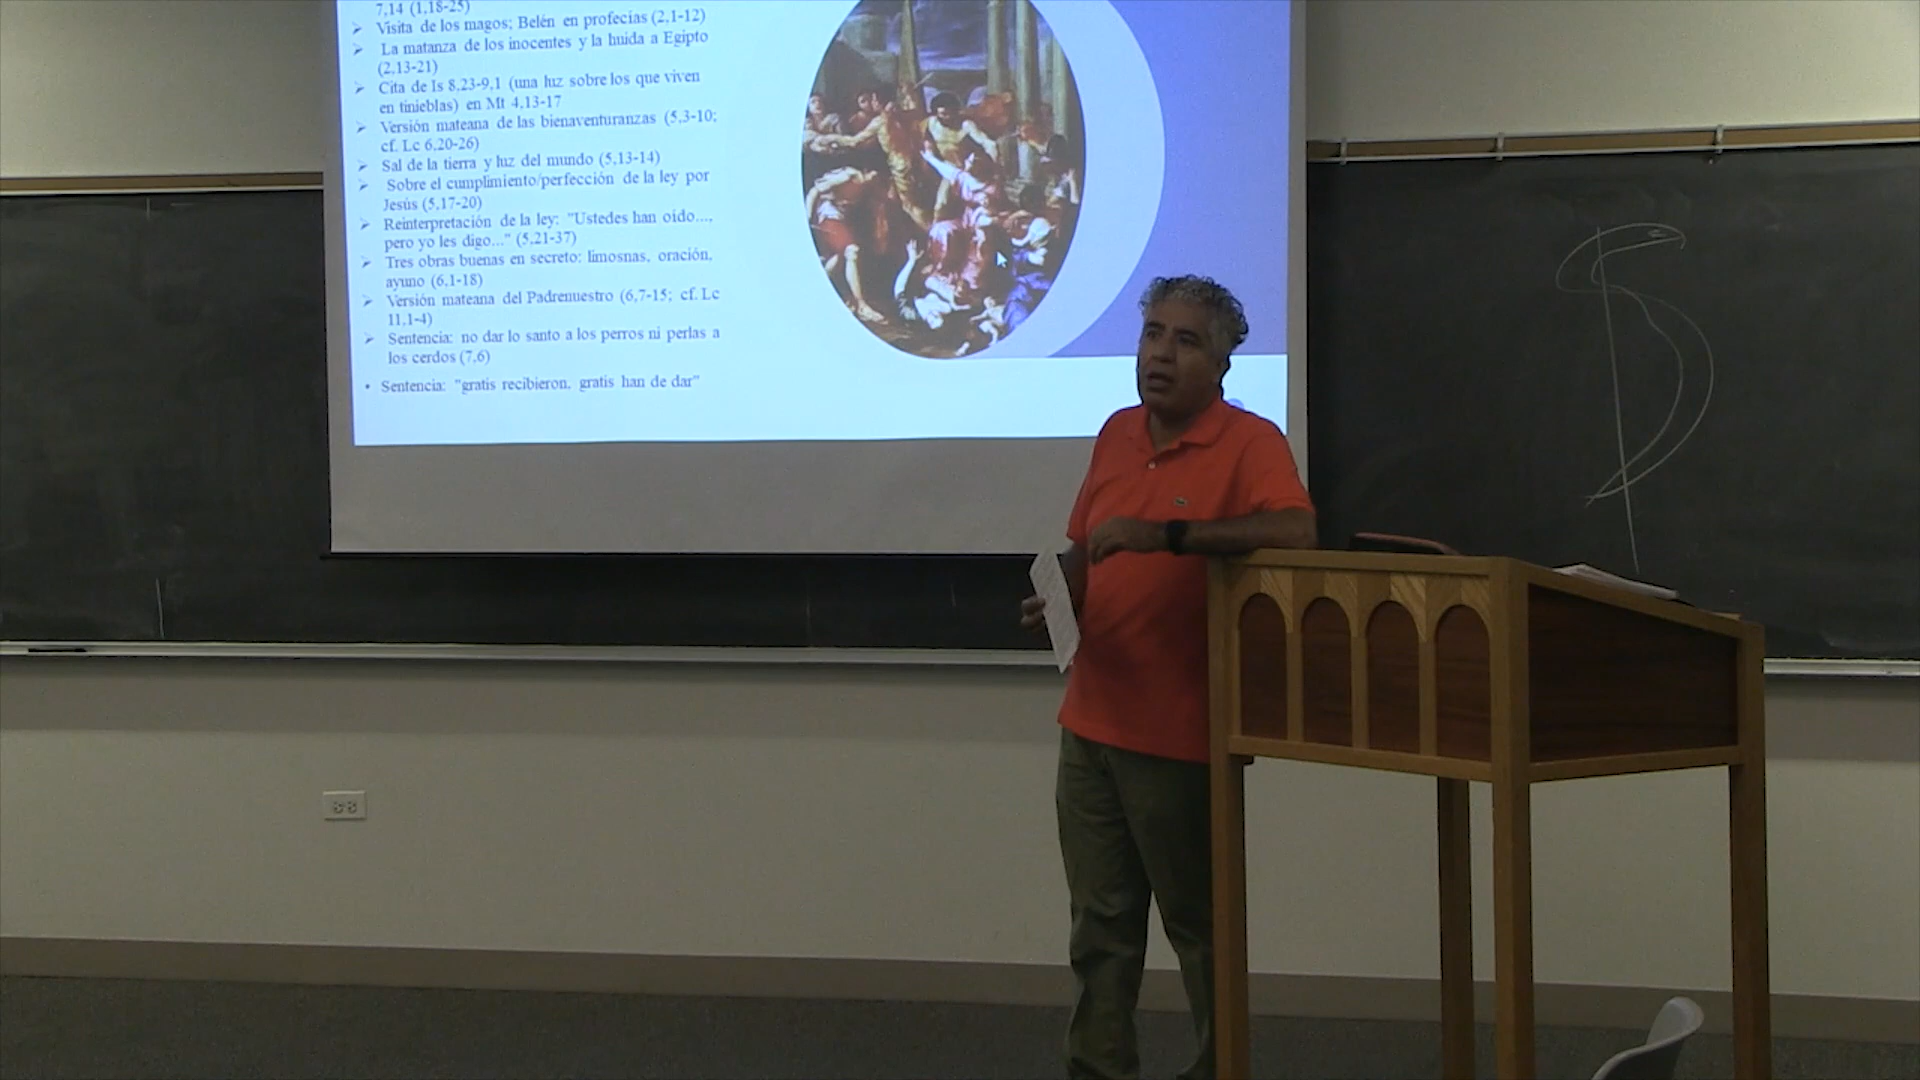 7,14 (1,18-25)
➢ Visita de los magos; Belén en profecías (2,1-12)
➢ La matanza de los inocentes y la huida a Egipto
(2,13-21)
➢ Cita de Is 8,23-9,1 (una luz sobre los que viven
en tinieblas) en Mt 4,13-17
➢ Versión mateana de las bienaventuranzas (5,3-10;
cf. Lc 6,20-26)
➢ Sal de la tierra y luz del mundo (5,13-14)
➢ Sobre el cumplimiento/perfección de la ley por
Jesús (5,17-20)
➢ Reinterpretación de la ley: "Ustedes han oído...,
pero yo les digo..." (5,21-37)
➢ Tres obras buenas en secreto: limosnas, oración,
ayuno (6,1-18)
➢ Versión mateana del Padrenuestro (6,7-15; cf. Lc
11,1-4)
➢ Sentencia: no dar lo santo a los perros ni perlas a
los cerdos (7,6)
• Sentencia: "gratis recibieron, gratis han de dar"